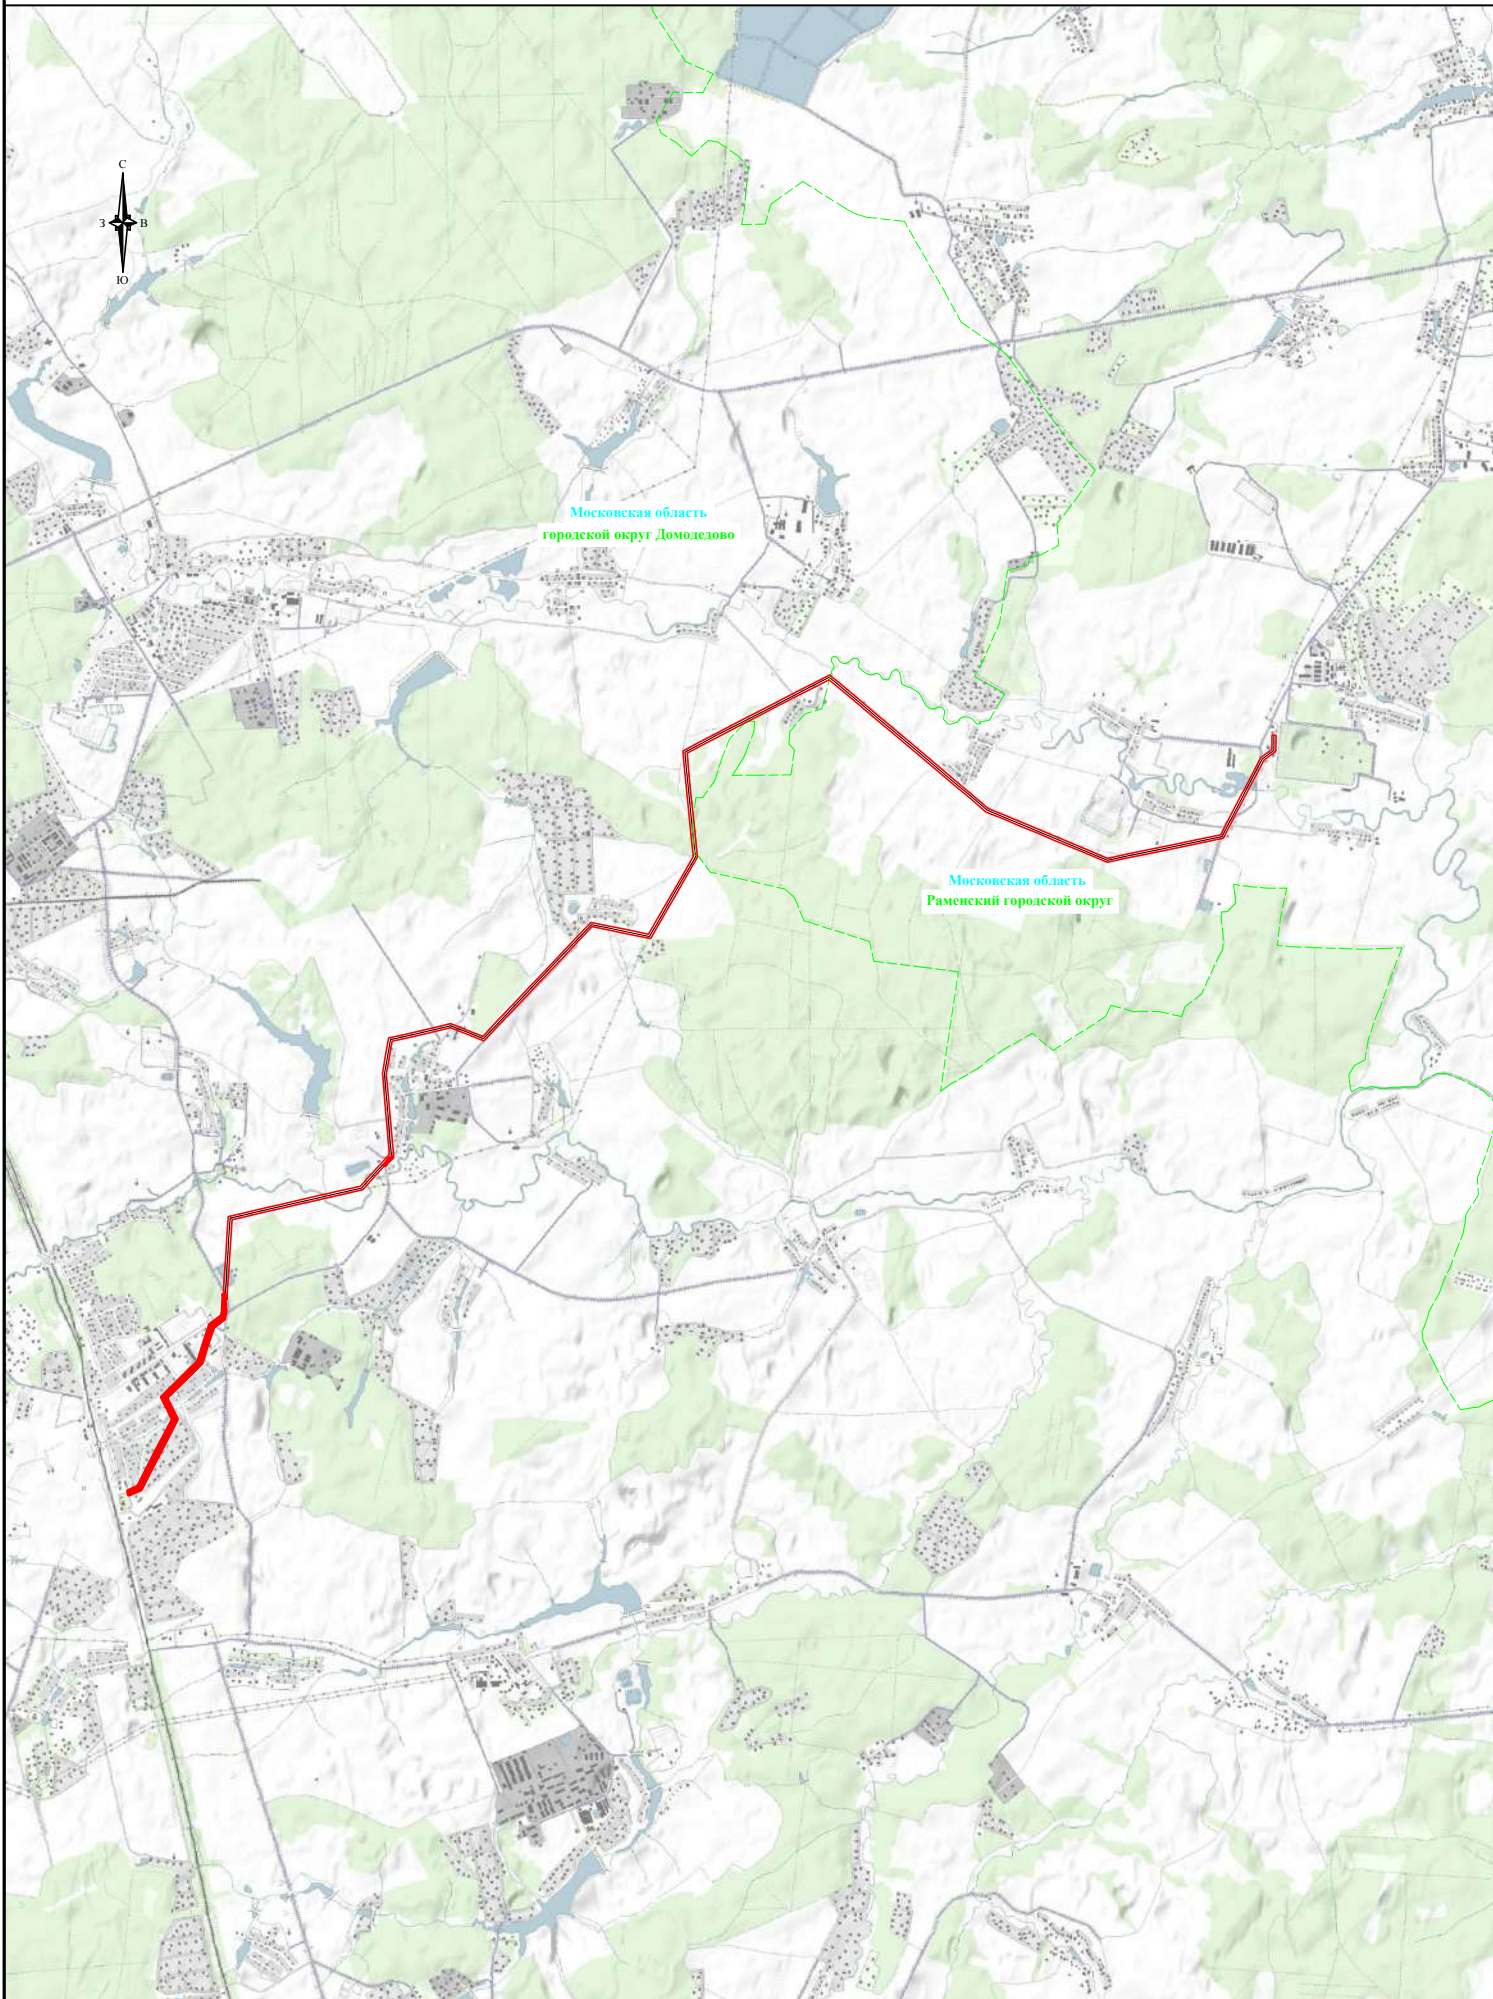 С
З В
Ю
Московская область
городской округ Домодедово
Московская область
Раменский городской округ